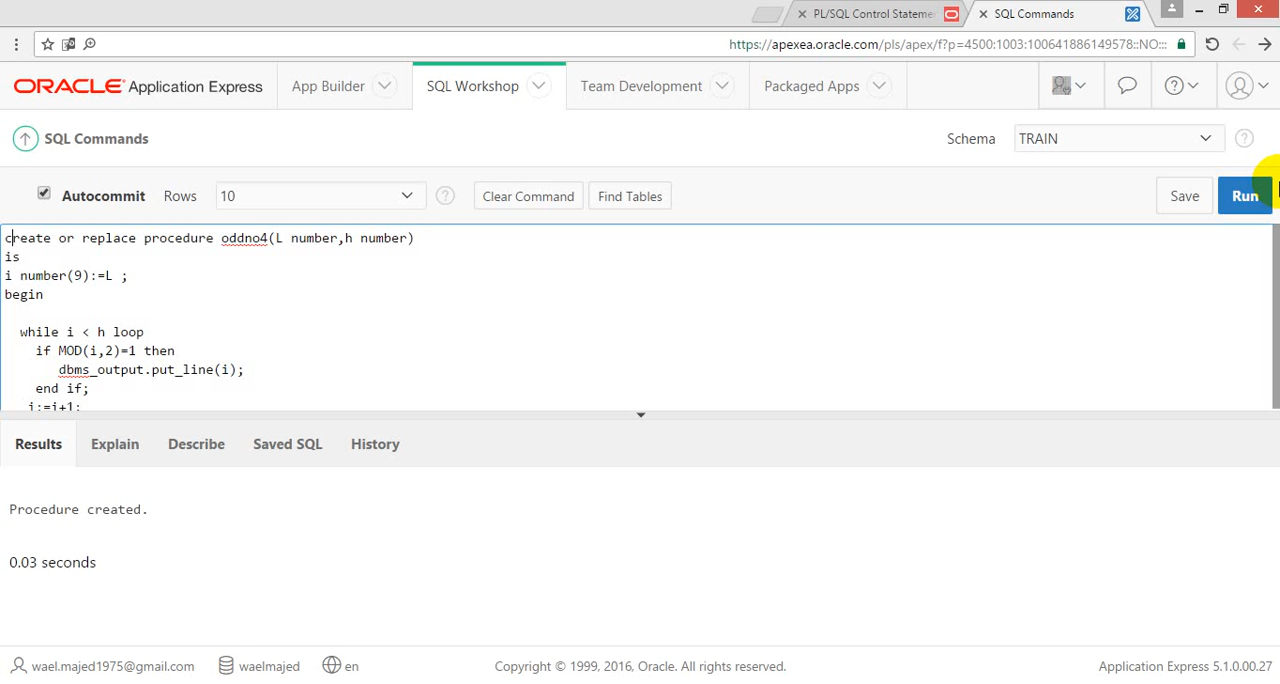 PL/SQL Control Stateme
SQL Commands
https://apexea.oracle.com/pls/apex/f?p=4500:1003:100641886149578::NO:::
ORACLE Application Express
App Builder
SQL Workshop
Team Development
Packaged Apps
SQL Commands
Schema
TRAIN
Autocommit
Rows
10
Clear Command
Find Tables
Save
Run
create or replace procedure oddno4(L number,h number)
is
i number(9):=L ;
begin
while i < h loop
if MOD(i,2)=1 then
dbms_output.put_line(i);
end if;
i:=i+1;
Results
Explain
Describe
Saved SQL
History
Procedure created.
0.03 seconds
wael.majed1975@gmail.com
waelmajed
en
Copyright © 1999, 2016, Oracle. All rights reserved.
Application Express 5.1.0.00.27